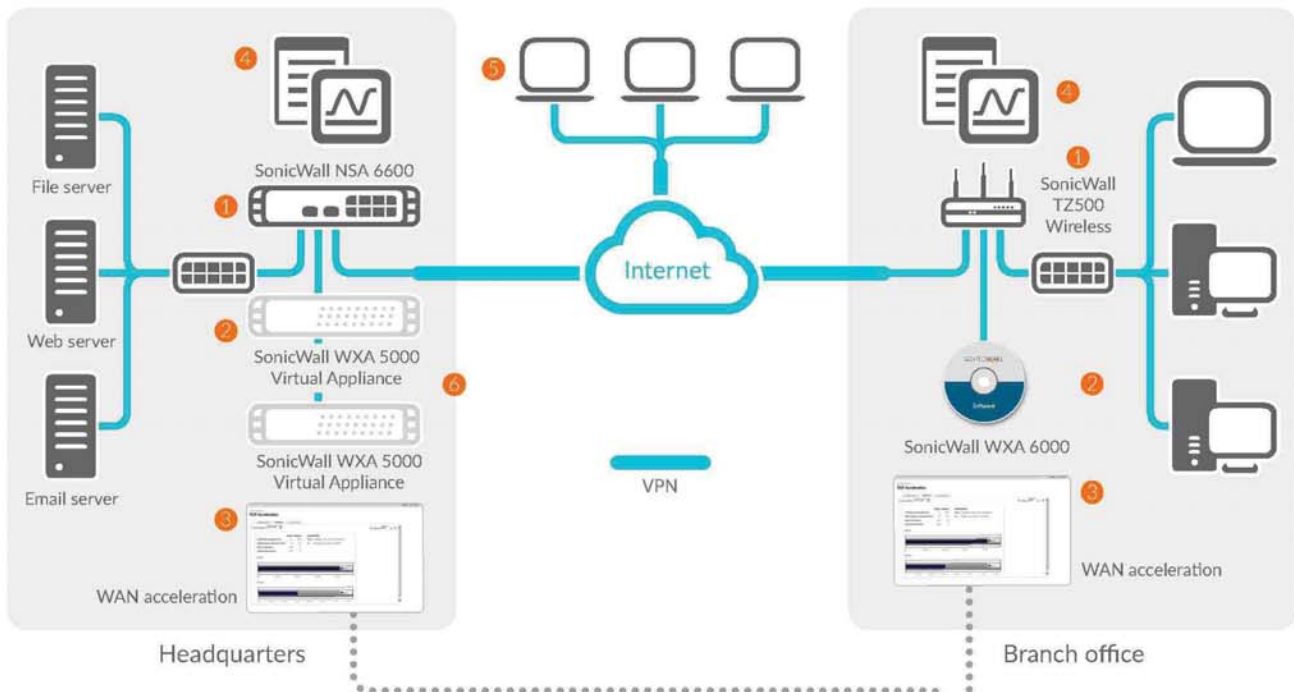 4
5
4
File server
SonicWall NSA 6600
1
1
SonicWall
TZ500
Wireless
Internet
Web server
2
SonicWall WXA 5000
Virtual Appliance
6
2
SonicWall WXA 6000
SonicWall WXA 5000
Virtual Appliance
VPN
Email server
3
3
WAN acceleration
WAN acceleration
Headquarters
Branch office